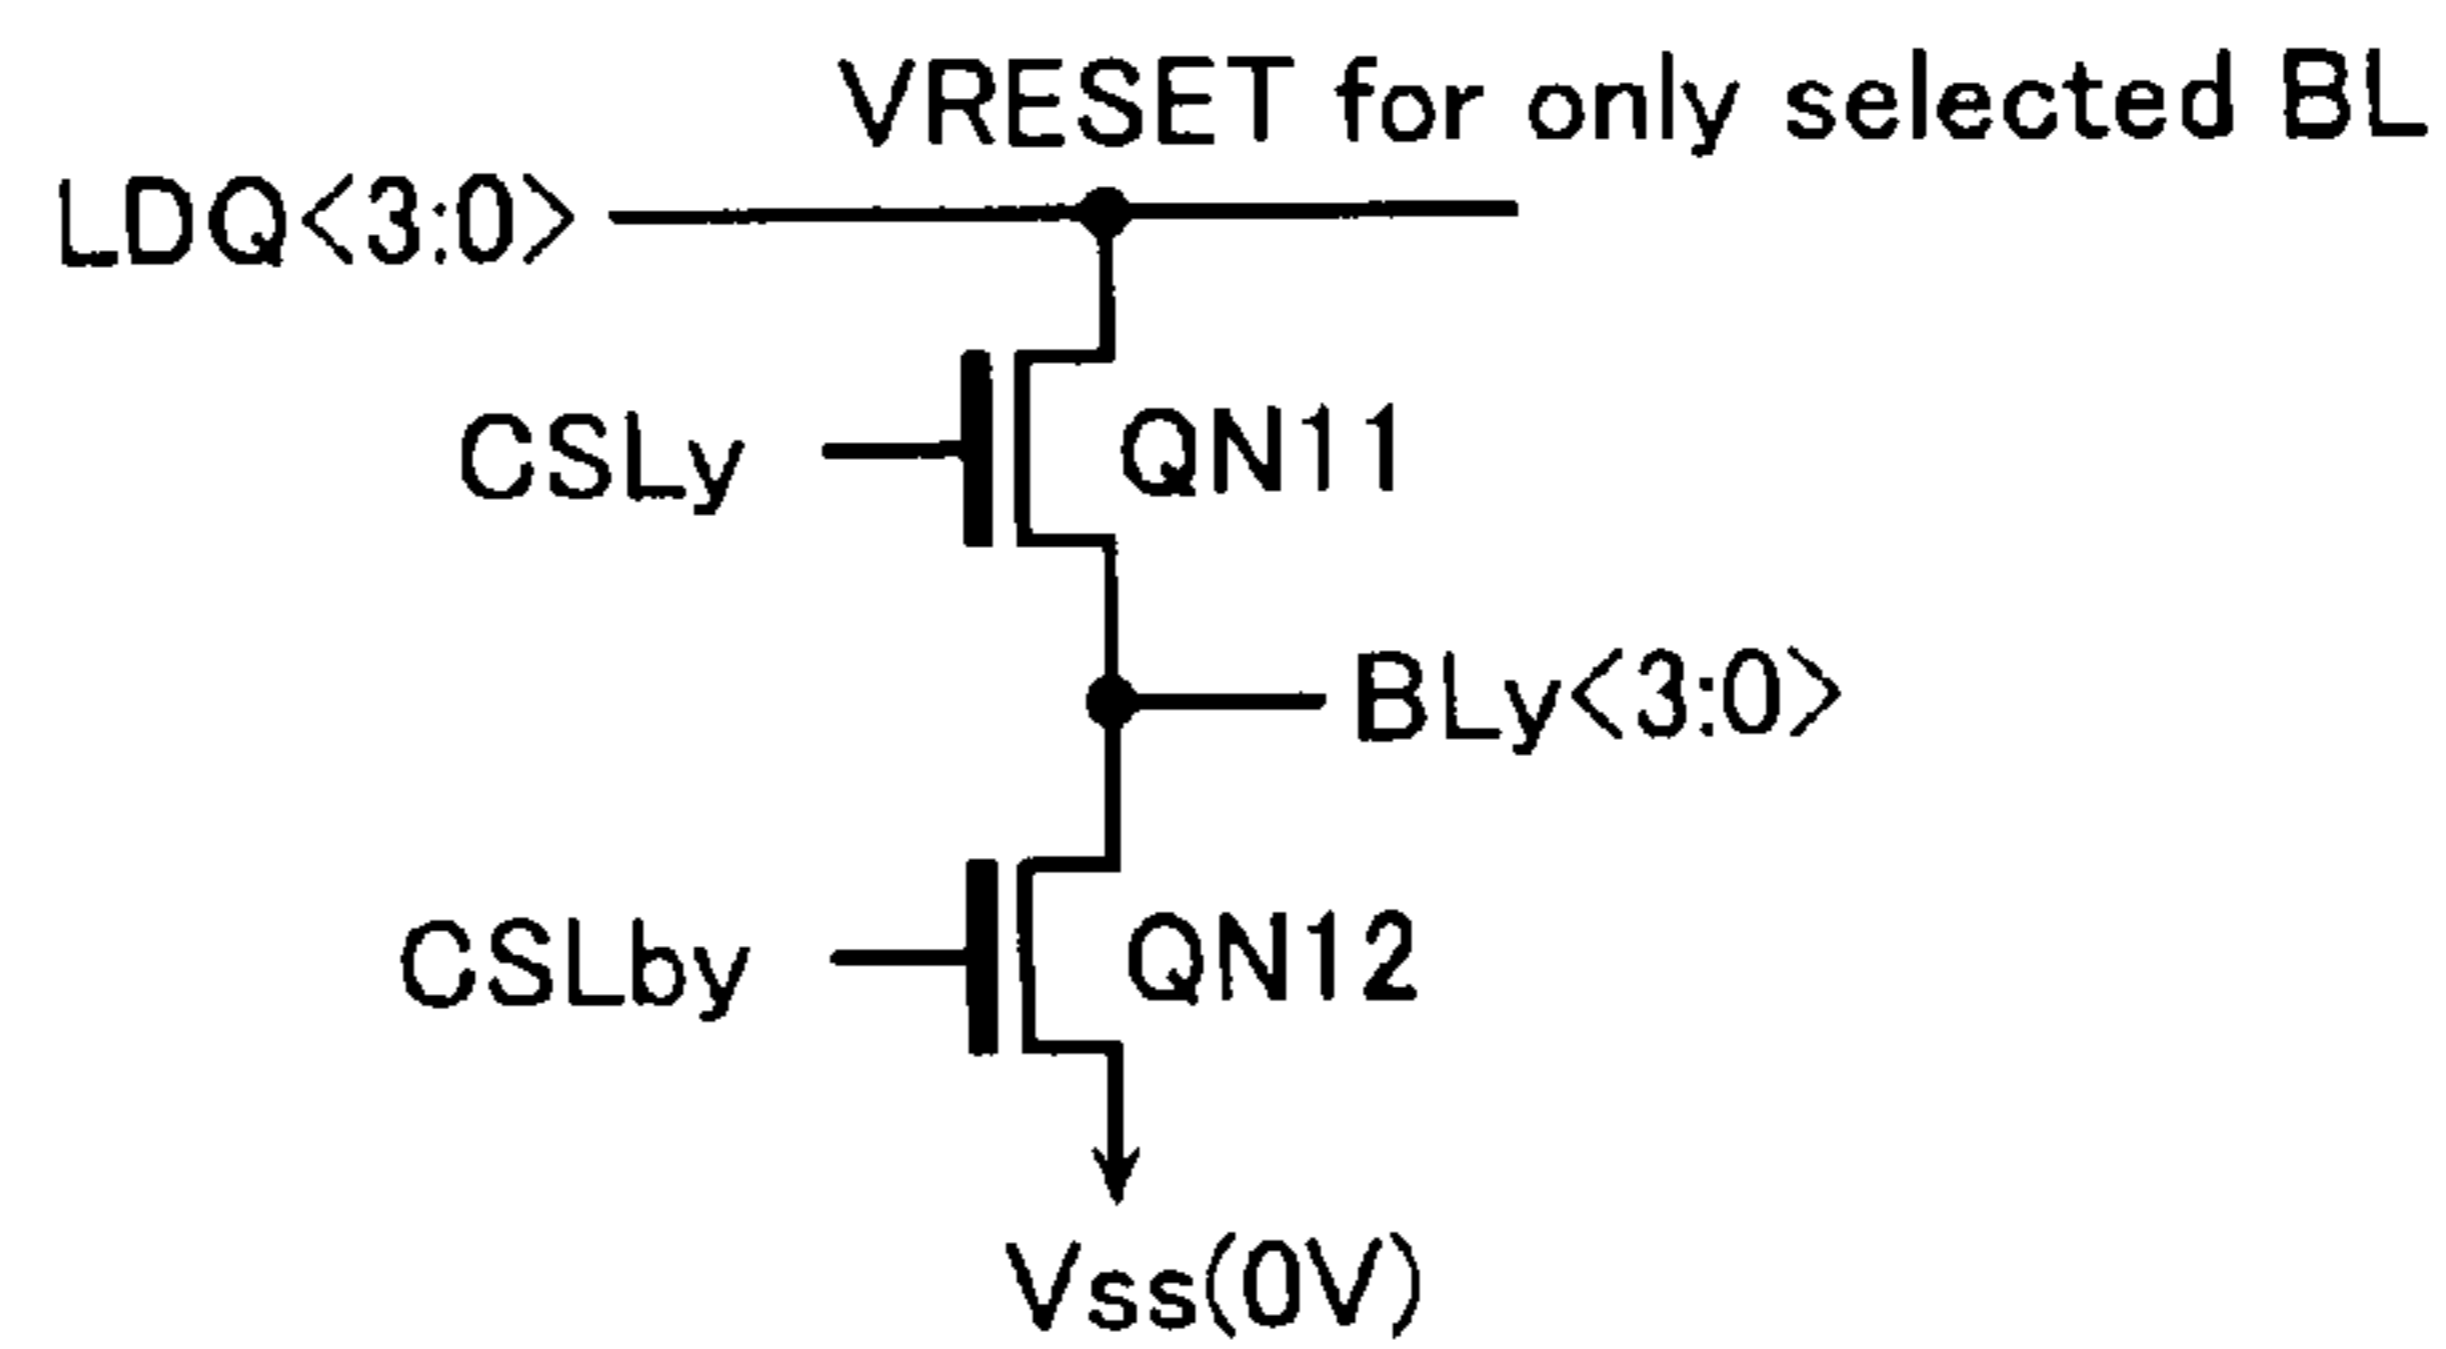 VRESET for only selected BL
LDQ<3:0>
CSLy
QN11
BLy<3:0>
CSLby
QN12
Vss(0V)